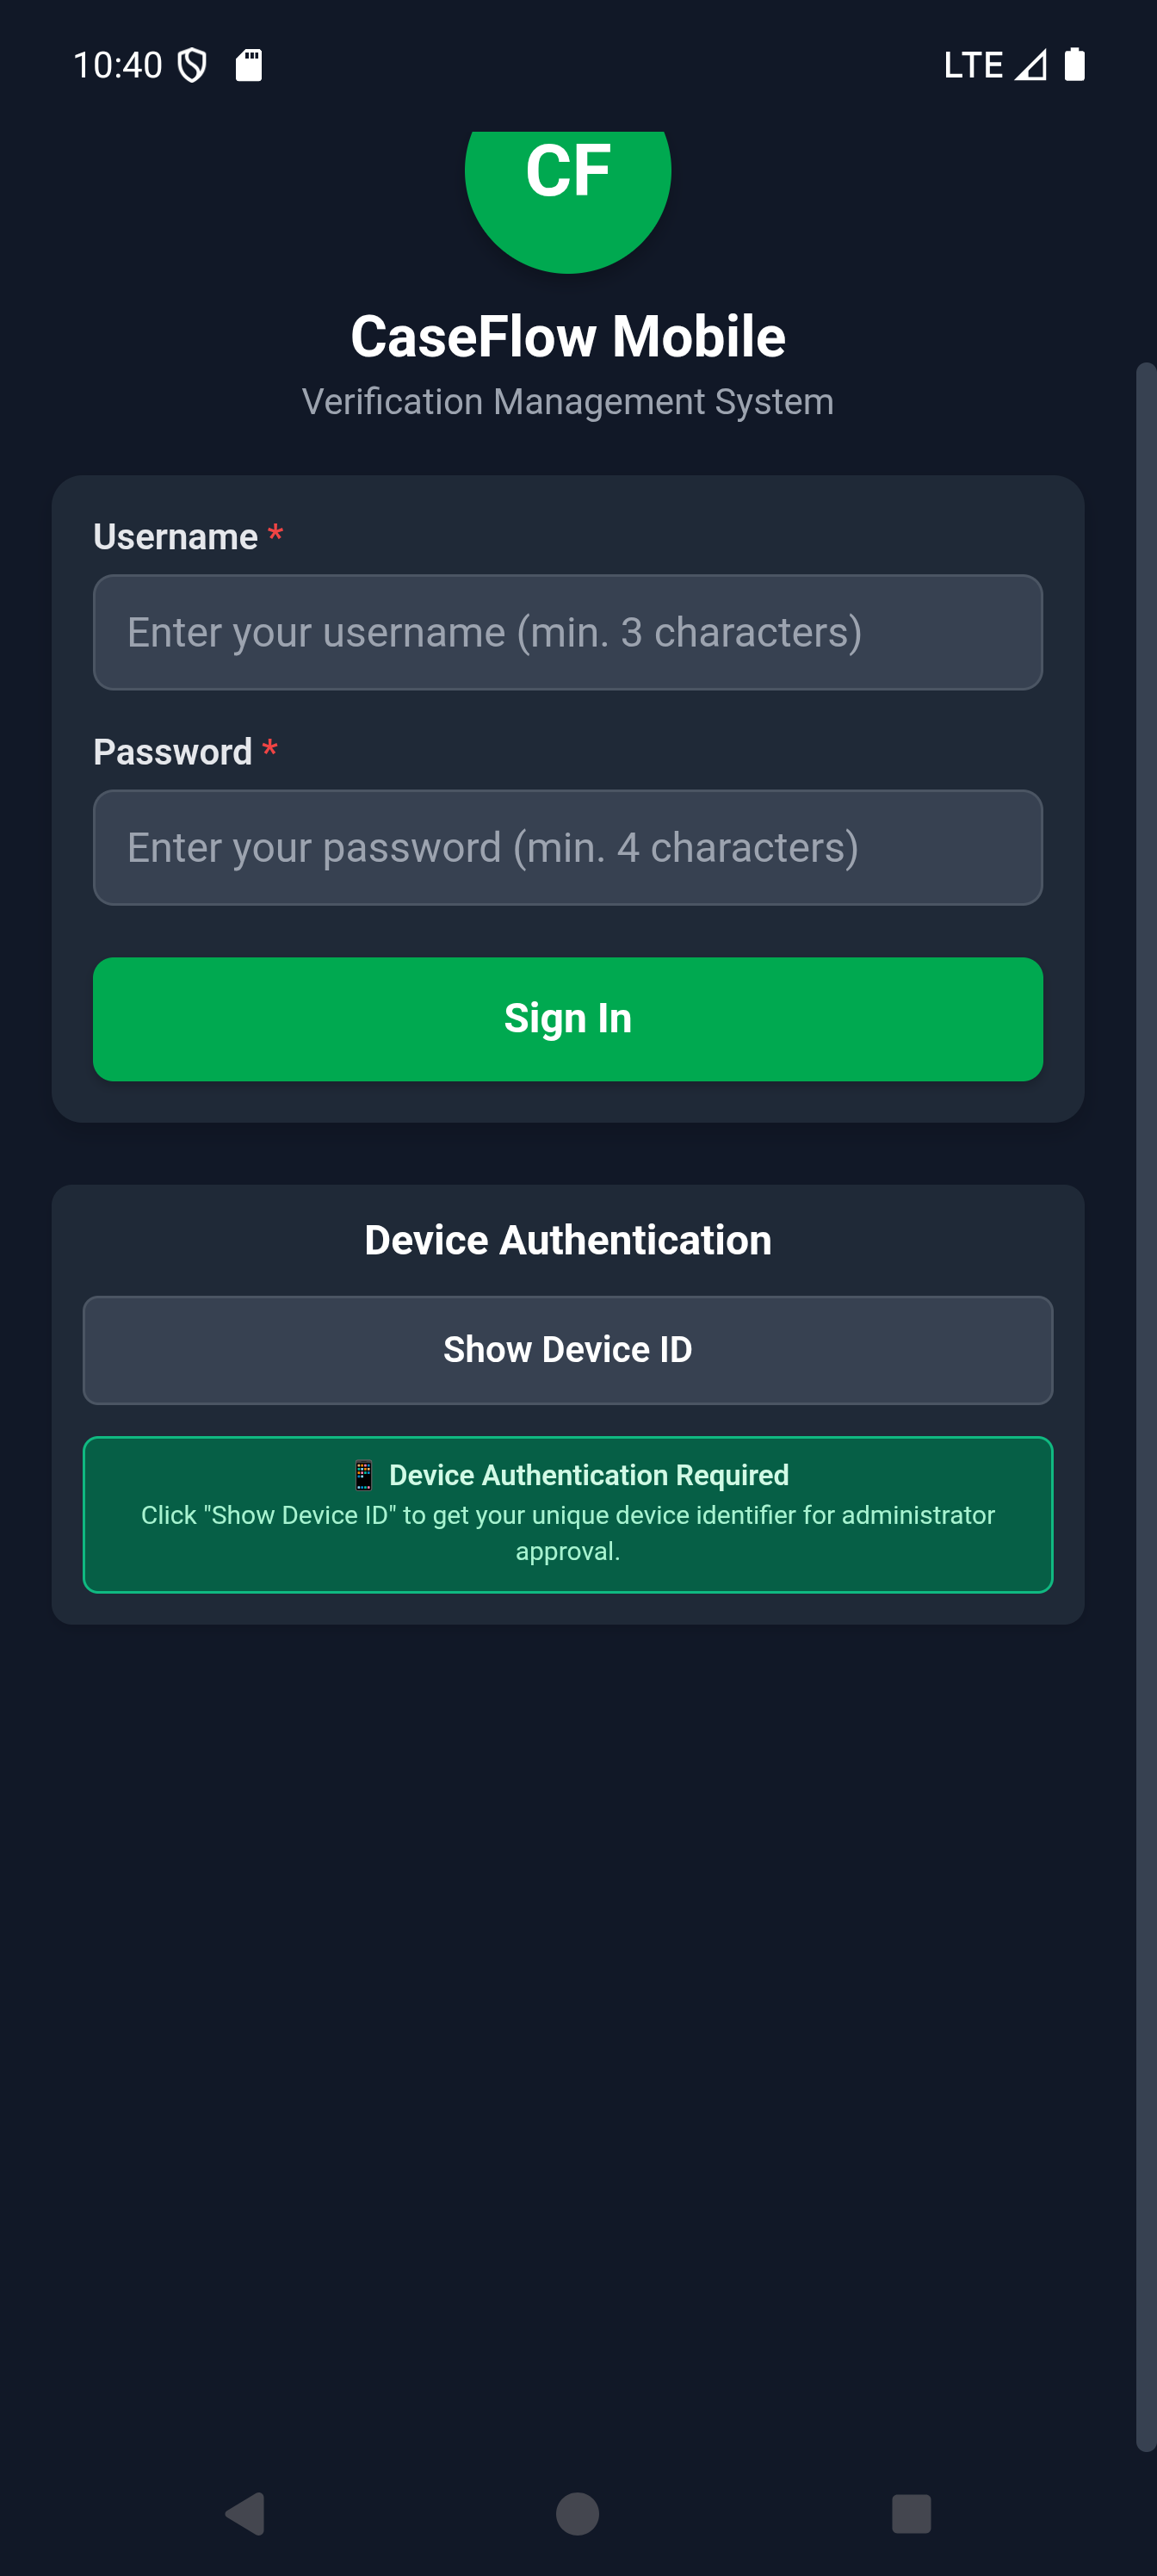 10:40
LTE
CF
CaseFlow Mobile
Verification Management System
Username *
Enter your username (min. 3 characters)
Password *
Enter your password (min. 4 characters)
Sign In
Device Authentication
Show Device ID
📱 Device Authentication Required
Click "Show Device ID" to get your unique device identifier for administrator
approval.